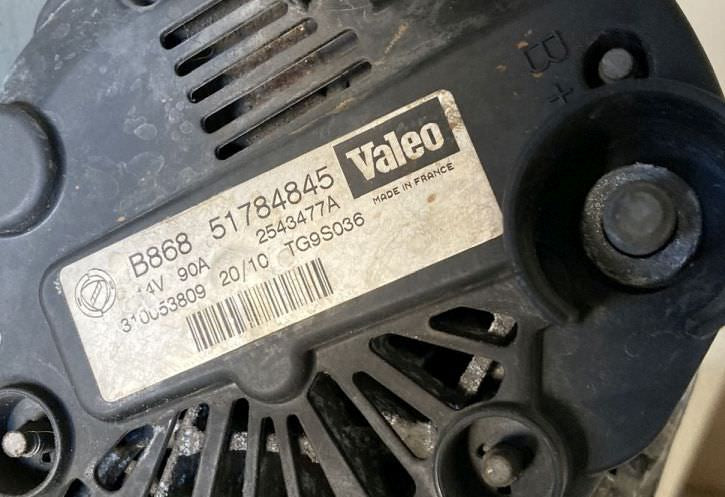 Valeo
MADE IN FRANCE
B868 51784845
2543477A
14V 90A 20/10 TG9S036
310053809
B+